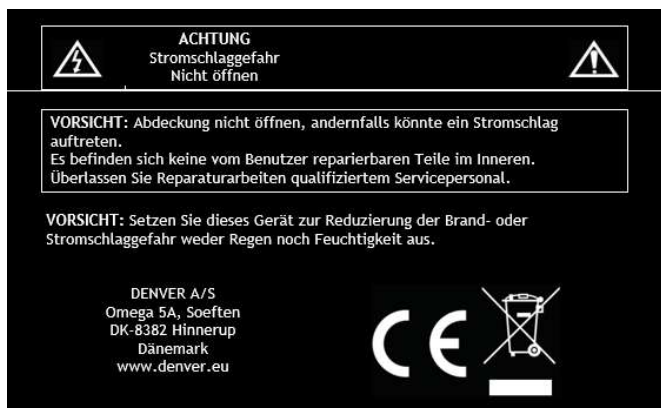 ACHTUNG
Stromschlaggefahr
Nicht öffnen
VORSICHT: Abdeckung nicht öffnen, andernfalls könnte ein Stromschlag
auftreten.
Es befinden sich keine vom Benutzer reparierbaren Teile im Inneren.
Überlassen Sie Reparaturarbeiten qualifiziertem Servicepersonal.
VORSICHT: Setzen Sie dieses Gerät zur Reduzierung der Brand- oder
Stromschlaggefahr weder Regen noch Feuchtigkeit aus.
DENVER A/S
Omega 5A, Soeften
DK-8382 Hinnerup
Dänemark
www.denver.eu
CE